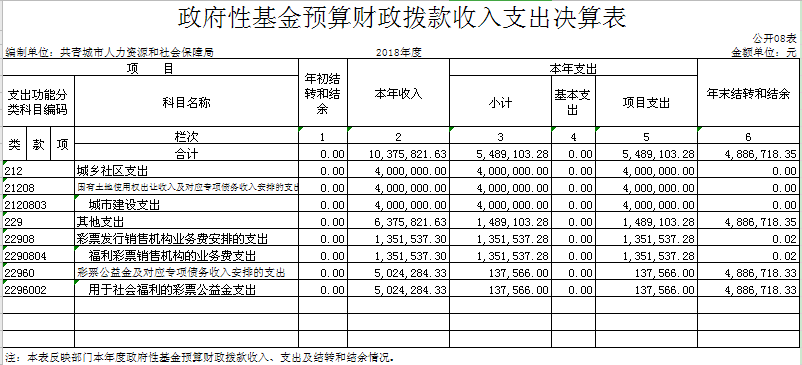 政府性基金预算财政拨款收入支出决算表
公开08表
编制单位：共青城市人力资源和社会保障局 2018年度 金额单位：元
项 目 年初结转和结余 本年收入 本年支出 年末结转和结余
支出功能分类科目编码 科目名称 小计 基本支出 项目支出
类 款 项 栏次 1 2 3 4 5 6
合计 0.00 10,375,821.63 5,489,103.28 0.00 5,489,103.28 4,886,718.35
212 城乡社区支出 0.00 4,000,000.00 4,000,000.00 0.00 4,000,000.00 0.00
21208 国有土地使用权出让收入及对应专项债务收入安排的支出 0.00 4,000,000.00 4,000,000.00 0.00 4,000,000.00 0.00
2120803 城市建设支出 0.00 4,000,000.00 4,000,000.00 0.00 4,000,000.00 0.00
229 其他支出 0.00 6,375,821.63 1,489,103.28 0.00 1,489,103.28 4,886,718.35
22908 彩票发行销售机构业务费安排的支出 0.00 1,351,537.30 1,351,537.28 0.00 1,351,537.28 0.02
2290804 福利彩票销售机构的业务费支出 0.00 1,351,537.30 1,351,537.28 0.00 1,351,537.28 0.02
22960 彩票公益金及对应专项债务收入安排的支出 0.00 5,024,284.33 137,566.00 0.00 137,566.00 4,886,718.33
2296002 用于社会福利的彩票公益金支出 0.00 5,024,284.33 137,566.00 0.00 137,566.00 4,886,718.33
注：本表反映部门本年度政府性基金预算财政拨款收入、支出及结转和结余情况。